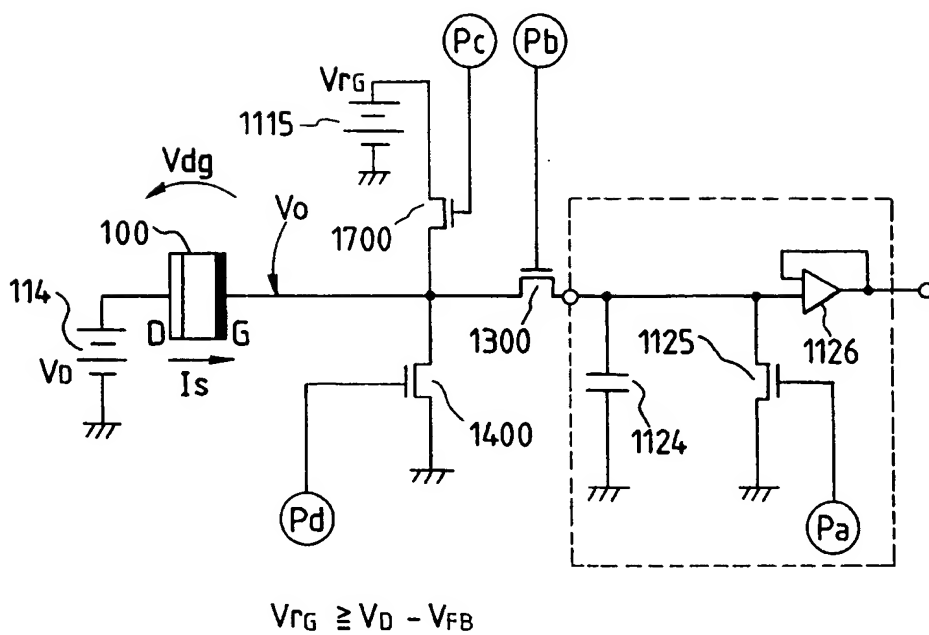 Pc
Pb
VrG
1115
Vdg
Vo
1700
100
114
D
G
VD
Is
1300
1125
1126
1400
1124
Pd
Pa
VrG ≧ VD - VFB